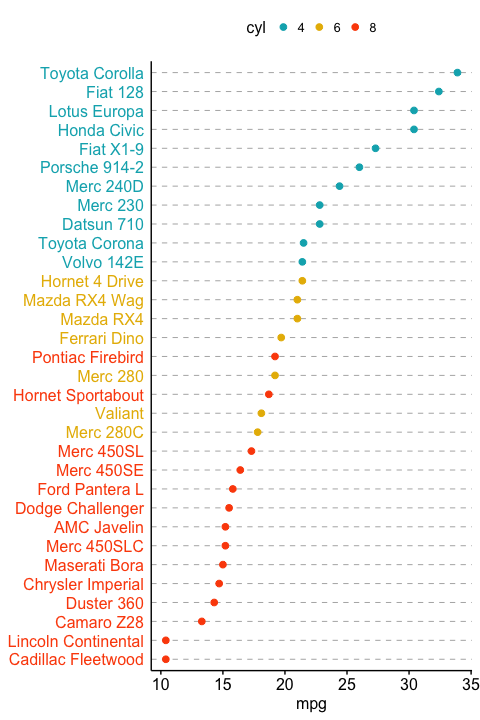 cyl 4 6 8
Toyota Corolla
Fiat 128
Lotus Europa
Honda Civic
Fiat X1-9
Porsche 914-2
Merc 240D
Merc 230
Datsun 710
Toyota Corona
Volvo 142E
Hornet 4 Drive
Mazda RX4 Wag
Mazda RX4
Ferrari Dino
Pontiac Firebird
Merc 280
Hornet Sportabout
Valiant
Merc 280C
Merc 450SL
Merc 450SE
Ford Pantera L
Dodge Challenger
AMC Javelin
Merc 450SLC
Maserati Bora
Chrysler Imperial
Duster 360
Camaro Z28
Lincoln Continental
Cadillac Fleetwood
10 15 20 25 30 35
mpg